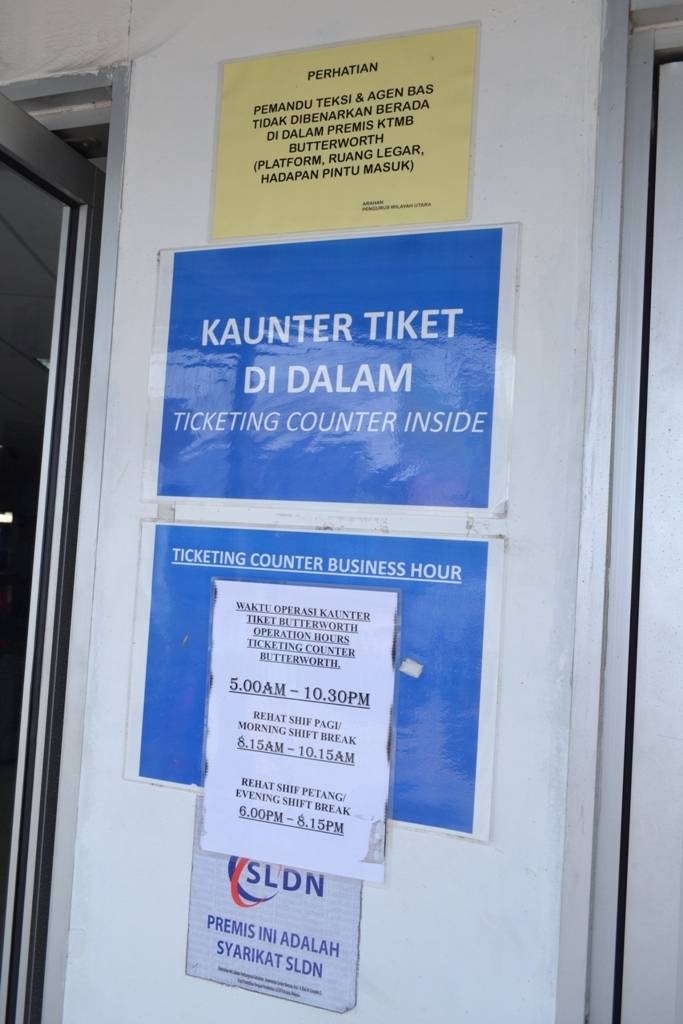 PERHATIAN
PEMANDU TEKSI & AGEN BAS
TIDAK DIBENARKAN BERADA
DI DALAM PREMIS KTMB
BUTTERWORTH
(PLATFORM, RUANG LEGAR,
HADAPAN PINTU MASUK)
ARAHAN
PENGURUS WILAYAH UTARA
KAUNTER TIKET
DI DALAM
TICKETING COUNTER INSIDE
TICKETING COUNTER BUSINESS HOUR
WAKTU OPERASI KAUNTER
TIKET BUTTERWORTH
OPERATION HOURS
TICKETING COUNTER
BUTTERWORTH.
5.00AM – 10.30PM
REHAT SHIF PAGI/
MORNING SHIFT BREAK
8.15AM – 10.15AM
REHAT SHIF PETANG/
EVENING SHIFT BREAK
6.00PM – 8.15PM
SLDN
PREMIS INI ADALAH
SYARIKAT SLDN